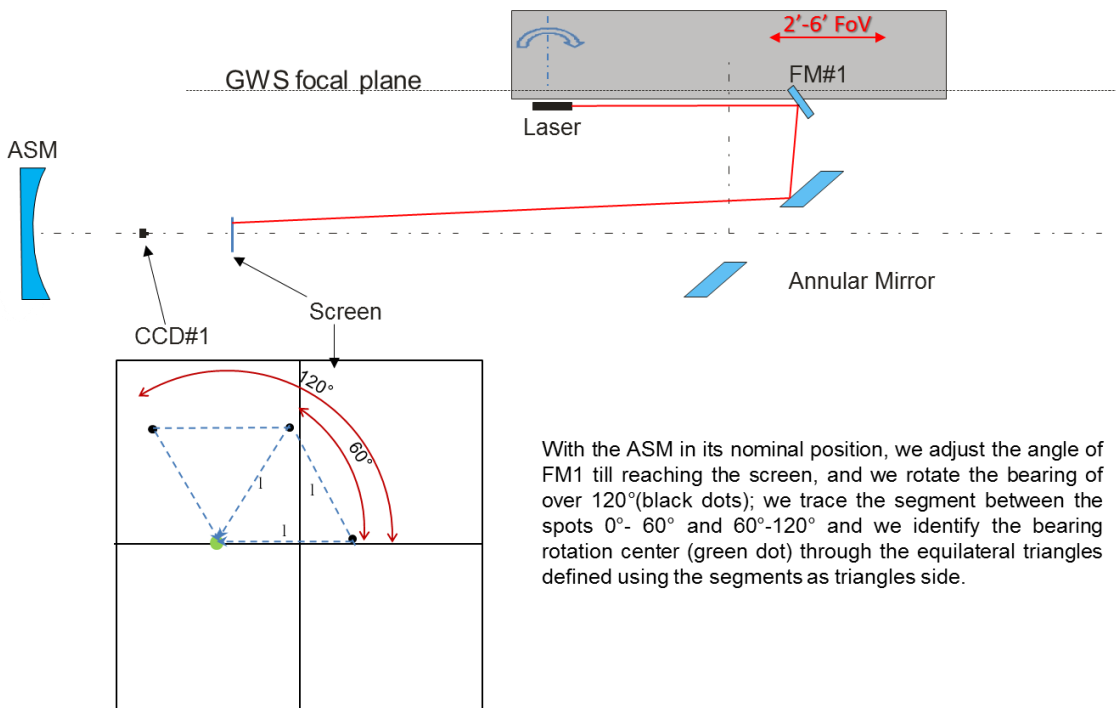 2’-6’ FoV
GWS focal plane
FM#1
Laser
ASM
Annular Mirror
Screen
CCD#1
120°
60°
l
l
l
With the ASM in its nominal position, we adjust the angle of
FM1 till reaching the screen, and we rotate the bearing of
over 120°(black dots); we trace the segment between the
spots 0°- 60° and 60°-120° and we identify the bearing
rotation center (green dot) through the equilateral triangles
defined using the segments as triangles side.